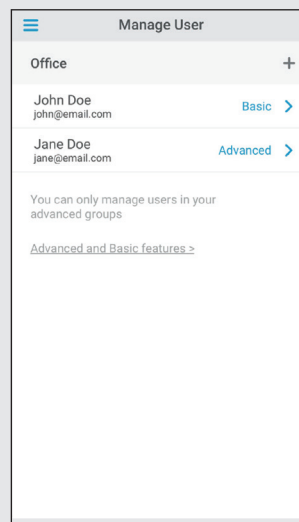 Manage User
Office +
John Doe
john@email.com
Basic >
Jane Doe
jane@email.com
Advanced >
You can only manage users in your
advanced groups
Advanced and Basic features >